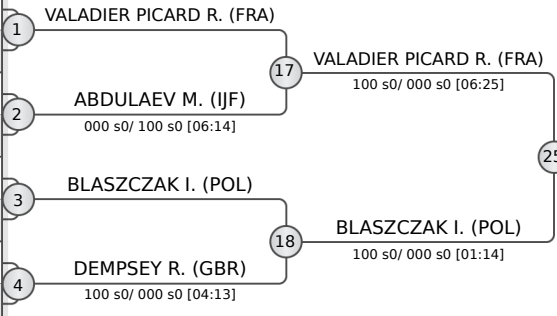 1
VALADIER PICARD R. (FRA)
17
VALADIER PICARD R. (FRA)
100 s0/ 000 s0 [06:25]
2
ABDULAEV M. (IJF)
000 s0/ 100 s0 [06:14]
25
3
BLASZCZAK I. (POL)
18
BLASZCZAK I. (POL)
100 s0/ 000 s0 [01:14]
4
DEMPSEY R. (GBR)
100 s0/ 000 s0 [04:13]